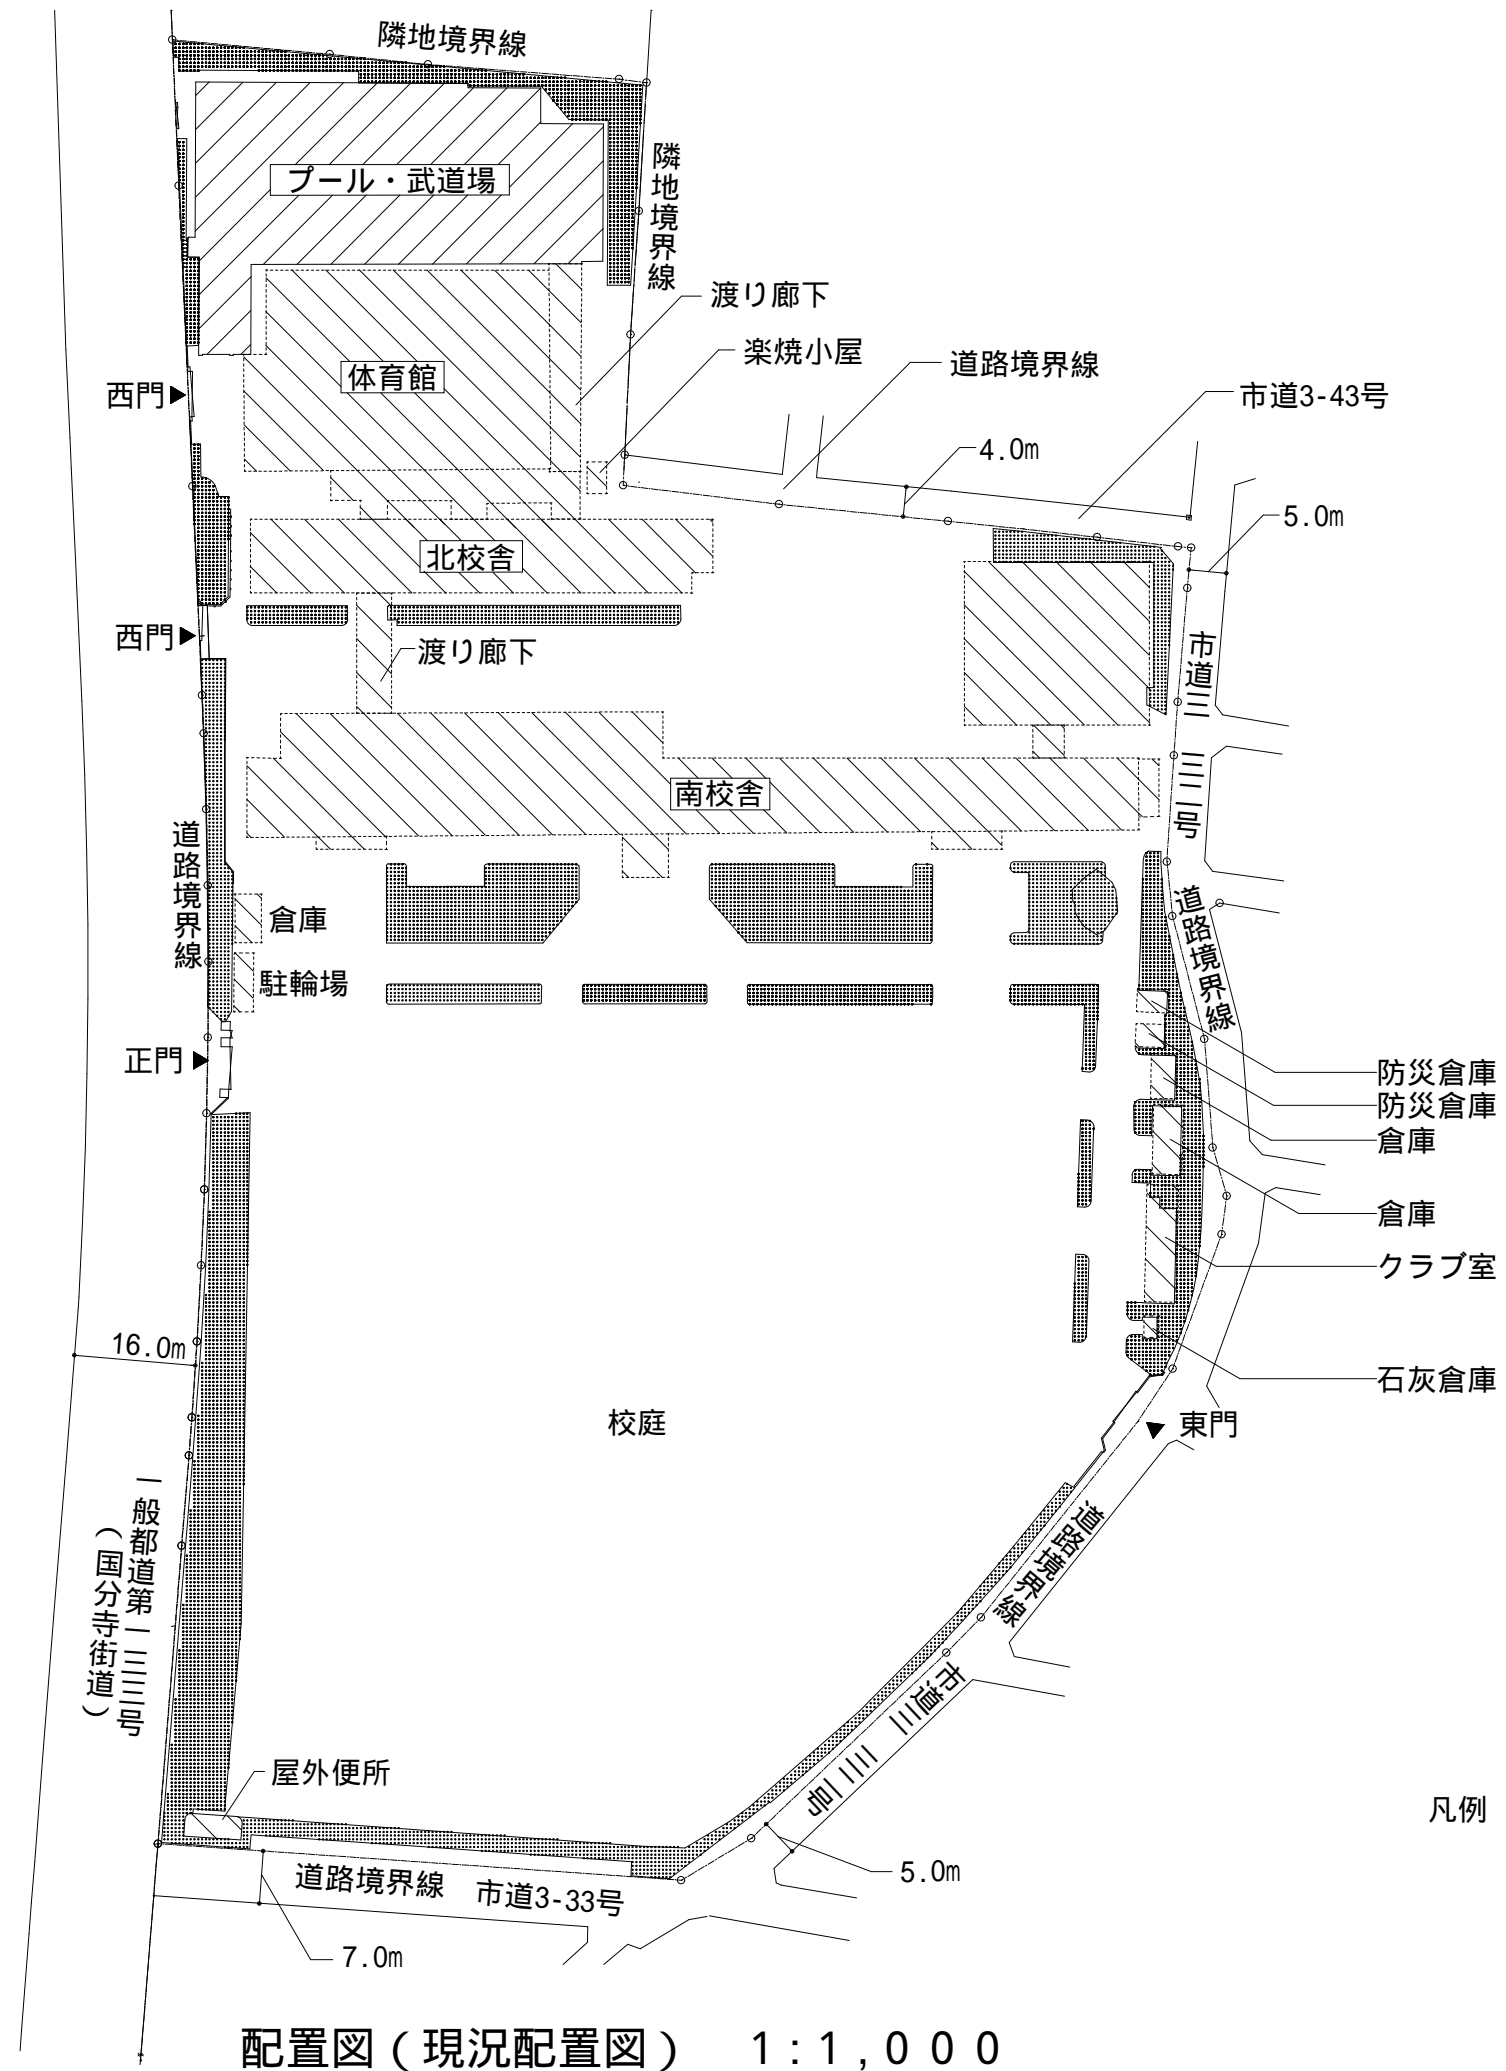 隣地境界線
プール・武道場
隣地境界線
渡り廊下
楽焼小屋
道路境界線
市道3-43号
体育館
西門
4.0m
5.0m
北校舎
西門
渡り廊下
市道三 三二号
南校舎
道路境界線
倉庫
駐輪場
道路境界線
正門
防災倉庫
防災倉庫
倉庫
倉庫
クラブ室
16.0m
石灰倉庫
校庭
東門
一般都道第一三三号
(国分寺街道)
道路境界線
市道三 三二号
屋外便所
凡例
5.0m
道路境界線 市道3-33号
7.0m
配置図(現況配置図) 1:1,000